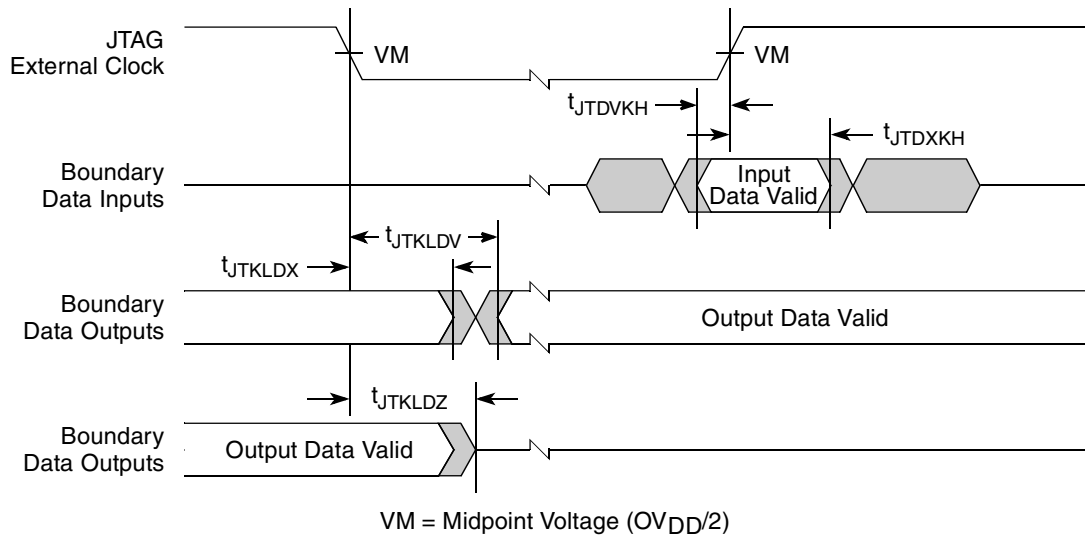 JTAG
External Clock
VM
VM
tJTDVKH
tJTDXKH
Boundary
Data Inputs
Input
Data Valid
tJTKLDV
tJTKLDX
Boundary
Data Outputs
Output Data Valid
tJTKLDZ
Boundary
Data Outputs
Output Data Valid
VM = Midpoint Voltage (OVDD/2)